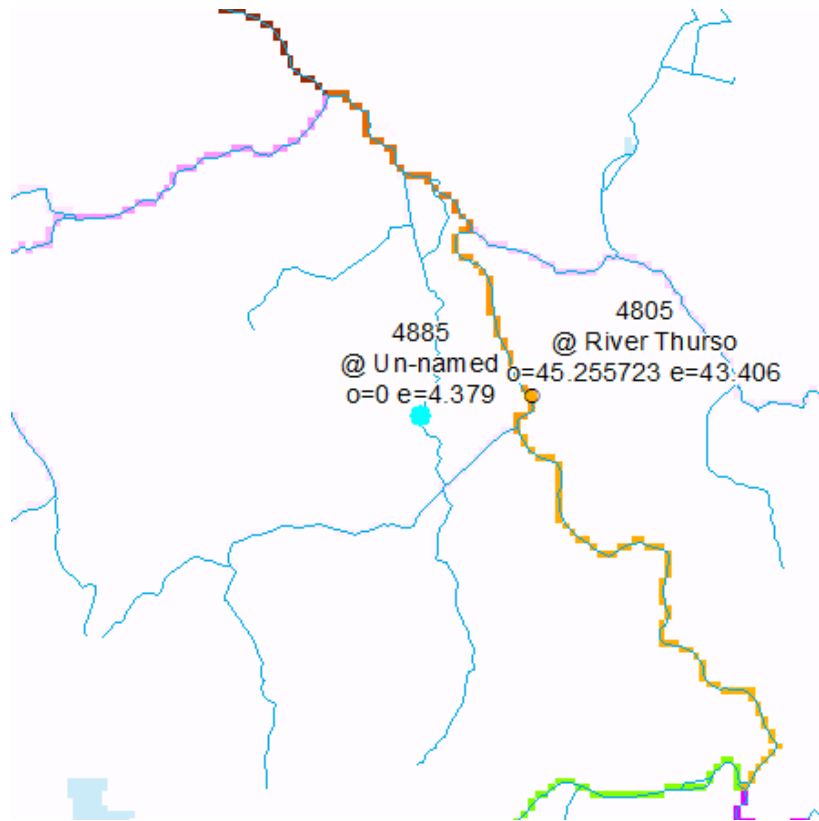 4805
@ River Thurso
o=45.255723 e=43.406
4885
@ Un-named
o=0 e=4.379